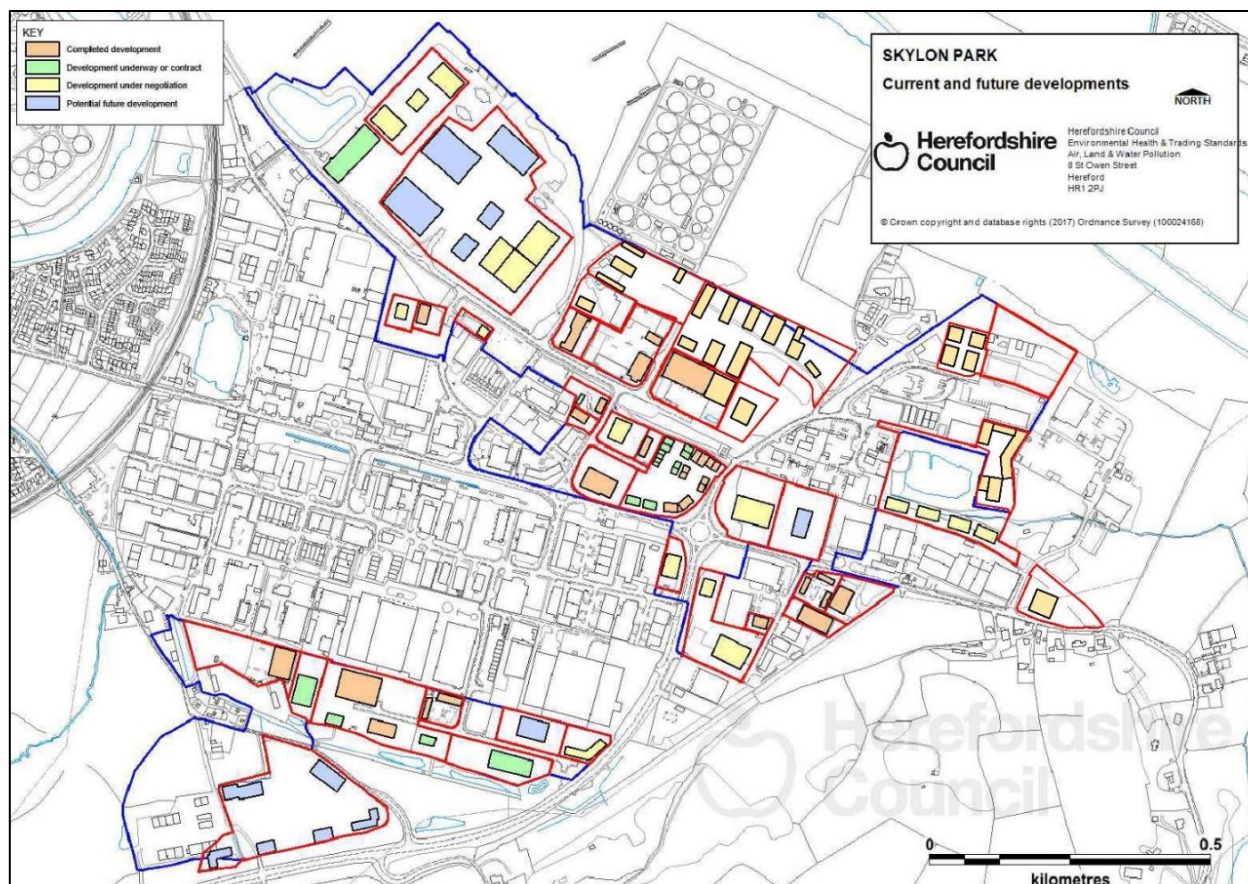 KEY
Completed development
Development underway or contract
Development under negotiation
Potential future development
SKYLON PARK
Current and future developments
NORTH
Herefordshire
Council
Herefordshire Council
Environmental Health & Trading Standards
Air, Land & Water Pollution
8 St Owen Street
Hereford
HR1 2PJ
© Crown copyright and database rights (2017) Ordnance Survey (100024168)
Herefordshire
Council
0
0.5
kilometres